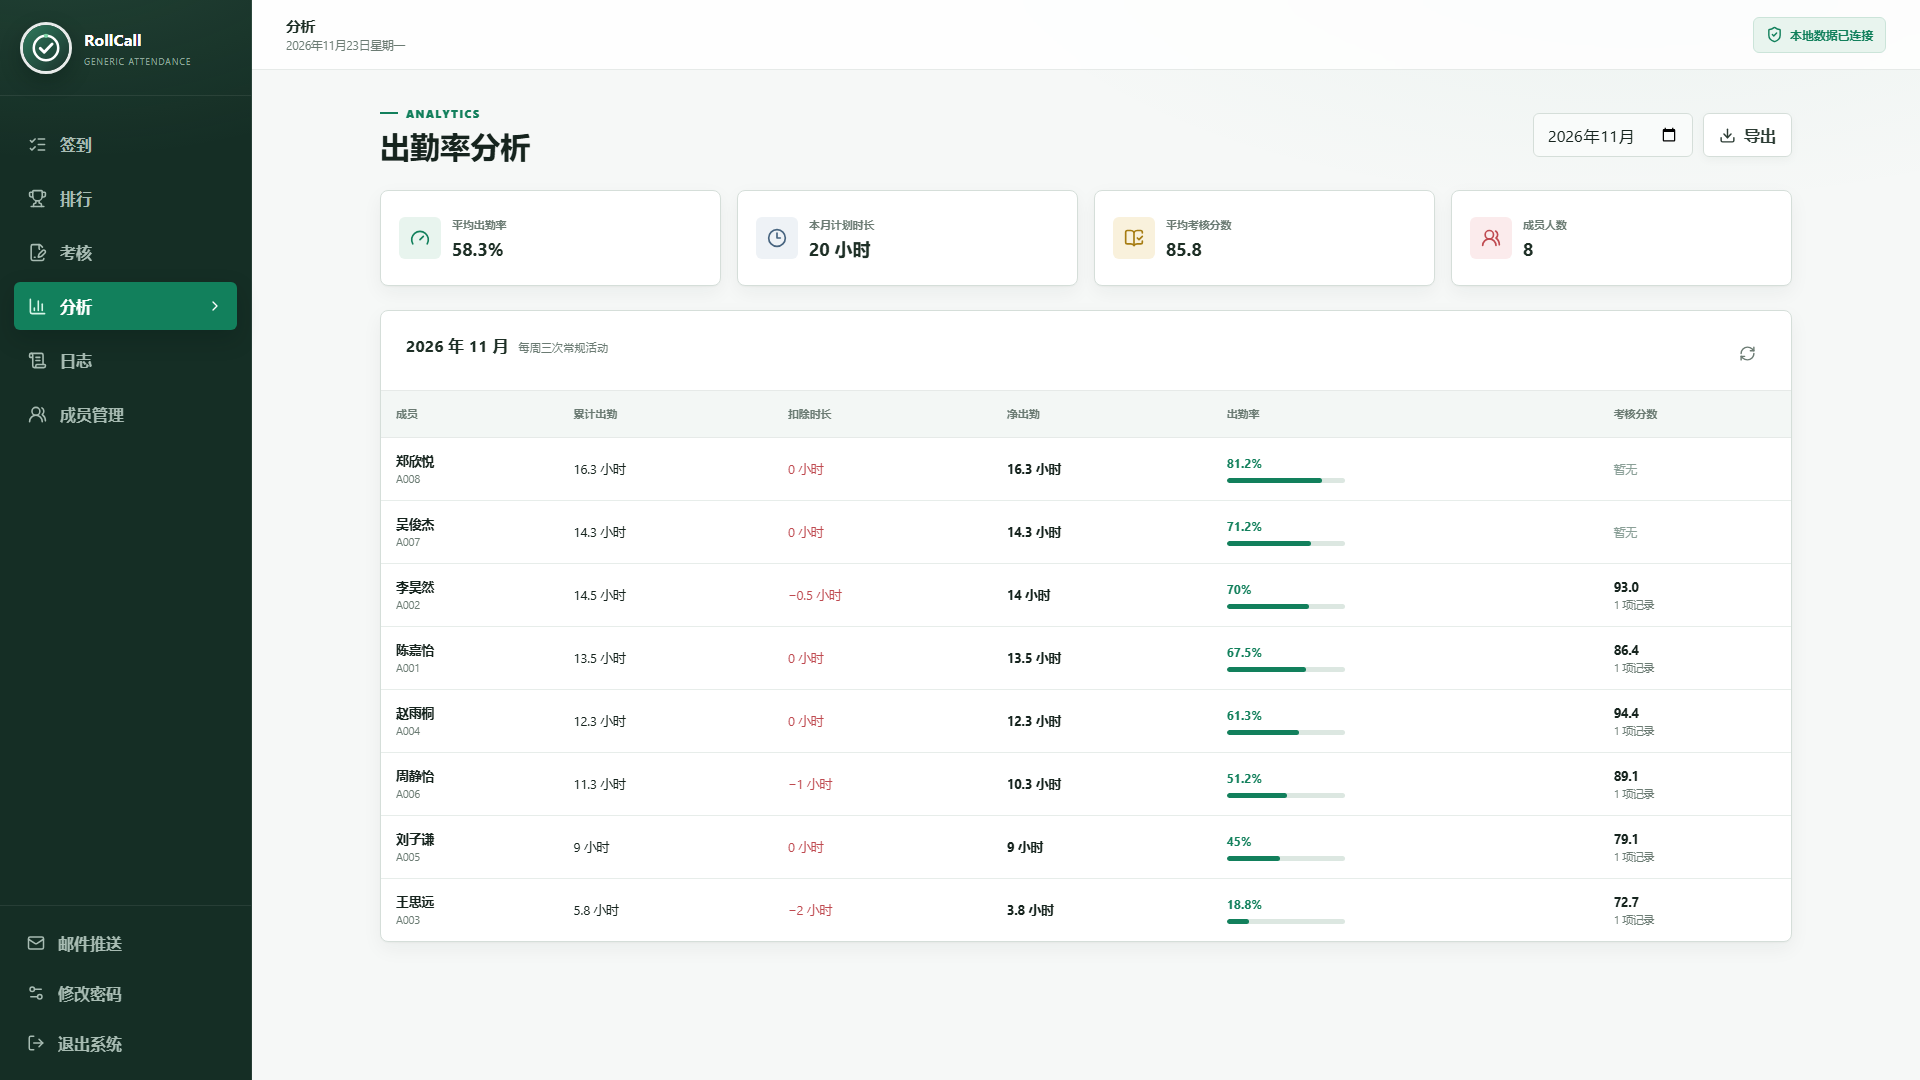 RollCall
GENERIC ATTENDANCE
签到
排行
考核
分析
日志
成员管理
邮件推送
修改密码
退出系统
分析
2026年11月23日星期一
本地数据已连接
ANALYTICS
出勤率分析
2026年11月
导出
平均出勤率
58.3%
本月计划时长
20 小时
平均考核分数
85.8
成员人数
8
2026 年 11 月 每周三次常规活动
成员 累计出勤 扣除时长 净出勤 出勤率 考核分数
郑欣悦
A008
16.3 小时
0 小时
16.3 小时
81.2%
暂无
吴俊杰
A007
14.3 小时
0 小时
14.3 小时
71.2%
暂无
李昊然
A002
14.5 小时
−0.5 小时
14 小时
70%
93.0
1 项记录
陈嘉怡
A001
13.5 小时
0 小时
13.5 小时
67.5%
86.4
1 项记录
赵雨桐
A004
12.3 小时
0 小时
12.3 小时
61.3%
94.4
1 项记录
周静怡
A006
11.3 小时
−1 小时
10.3 小时
51.2%
89.1
1 项记录
刘子谦
A005
9 小时
0 小时
9 小时
45%
79.1
1 项记录
王思远
A003
5.8 小时
−2 小时
3.8 小时
18.8%
72.7
1 项记录